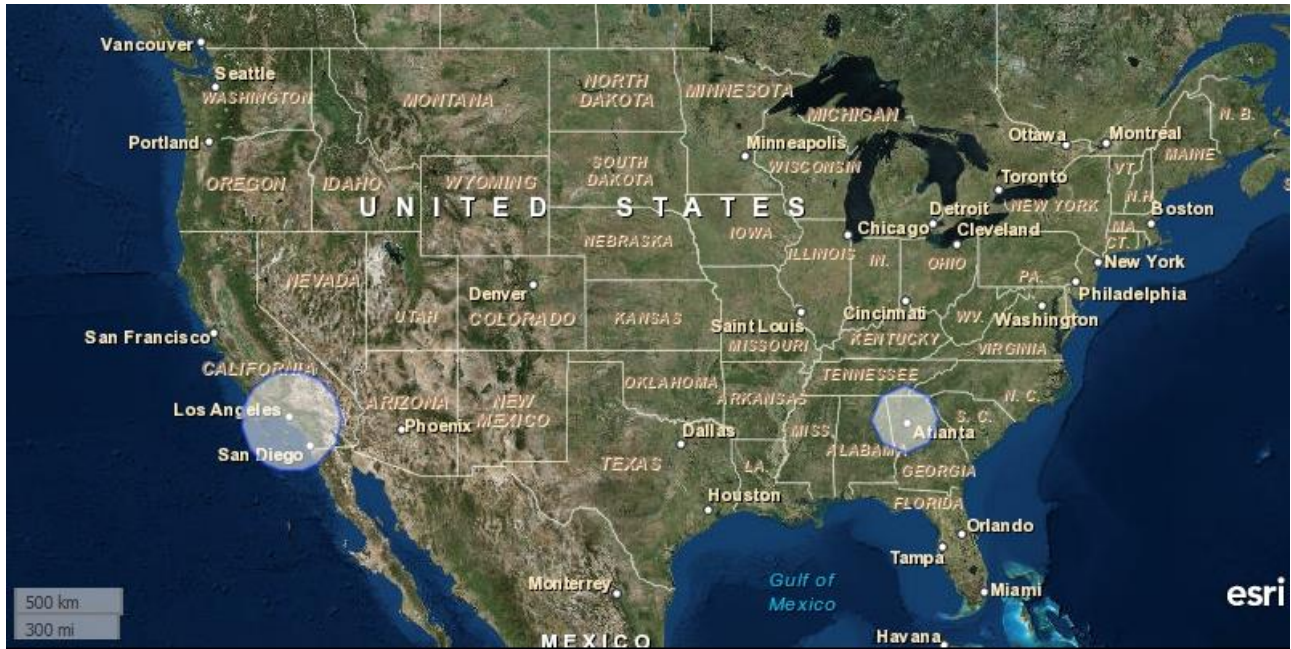 Vancouver
Seattle
WASHINGTON
MONTANA
NORTH
DAKOTA
MINNESOTA
MICHIGAN
Ottawa
Montréal
N. B.
MAINE
Portland
Minneapolis
WISCONSIN
SOUTH
DAKOTA
VT.
Toronto
OREGON
IDAHO
WYOMING
N.H.
NEW YORK
Boston
UNITED STATES
Detroit
MA.
Chicago
Cleveland
CT.
IOWA
NEBRASKA
ILLINOIS
IN.
OHIO
New York
PA.
NEVADA
Denver
Philadelphia
UTAH
COLORADO
KANSAS
Saint Louis
Cincinnati
WV.
Washington
MISSOURI
KENTUCKY
VIRGINIA
San Francisco
CALIFORNIA
TENNESSEE
OKLAHOMA
ARKANSAS
N. C.
Los Angeles
ARIZONA
NEW
MEXICO
S. C.
Phoenix
Dallas
MISS.
Atlanta
San Diego
ALABAMA
TEXAS
LA.
GEORGIA
Houston
FLORIDA
Orlando
Tampa
Monterrey
Gulf of
Mexico
Miami
esri
500 km
300 mi
MEXICO
Havana